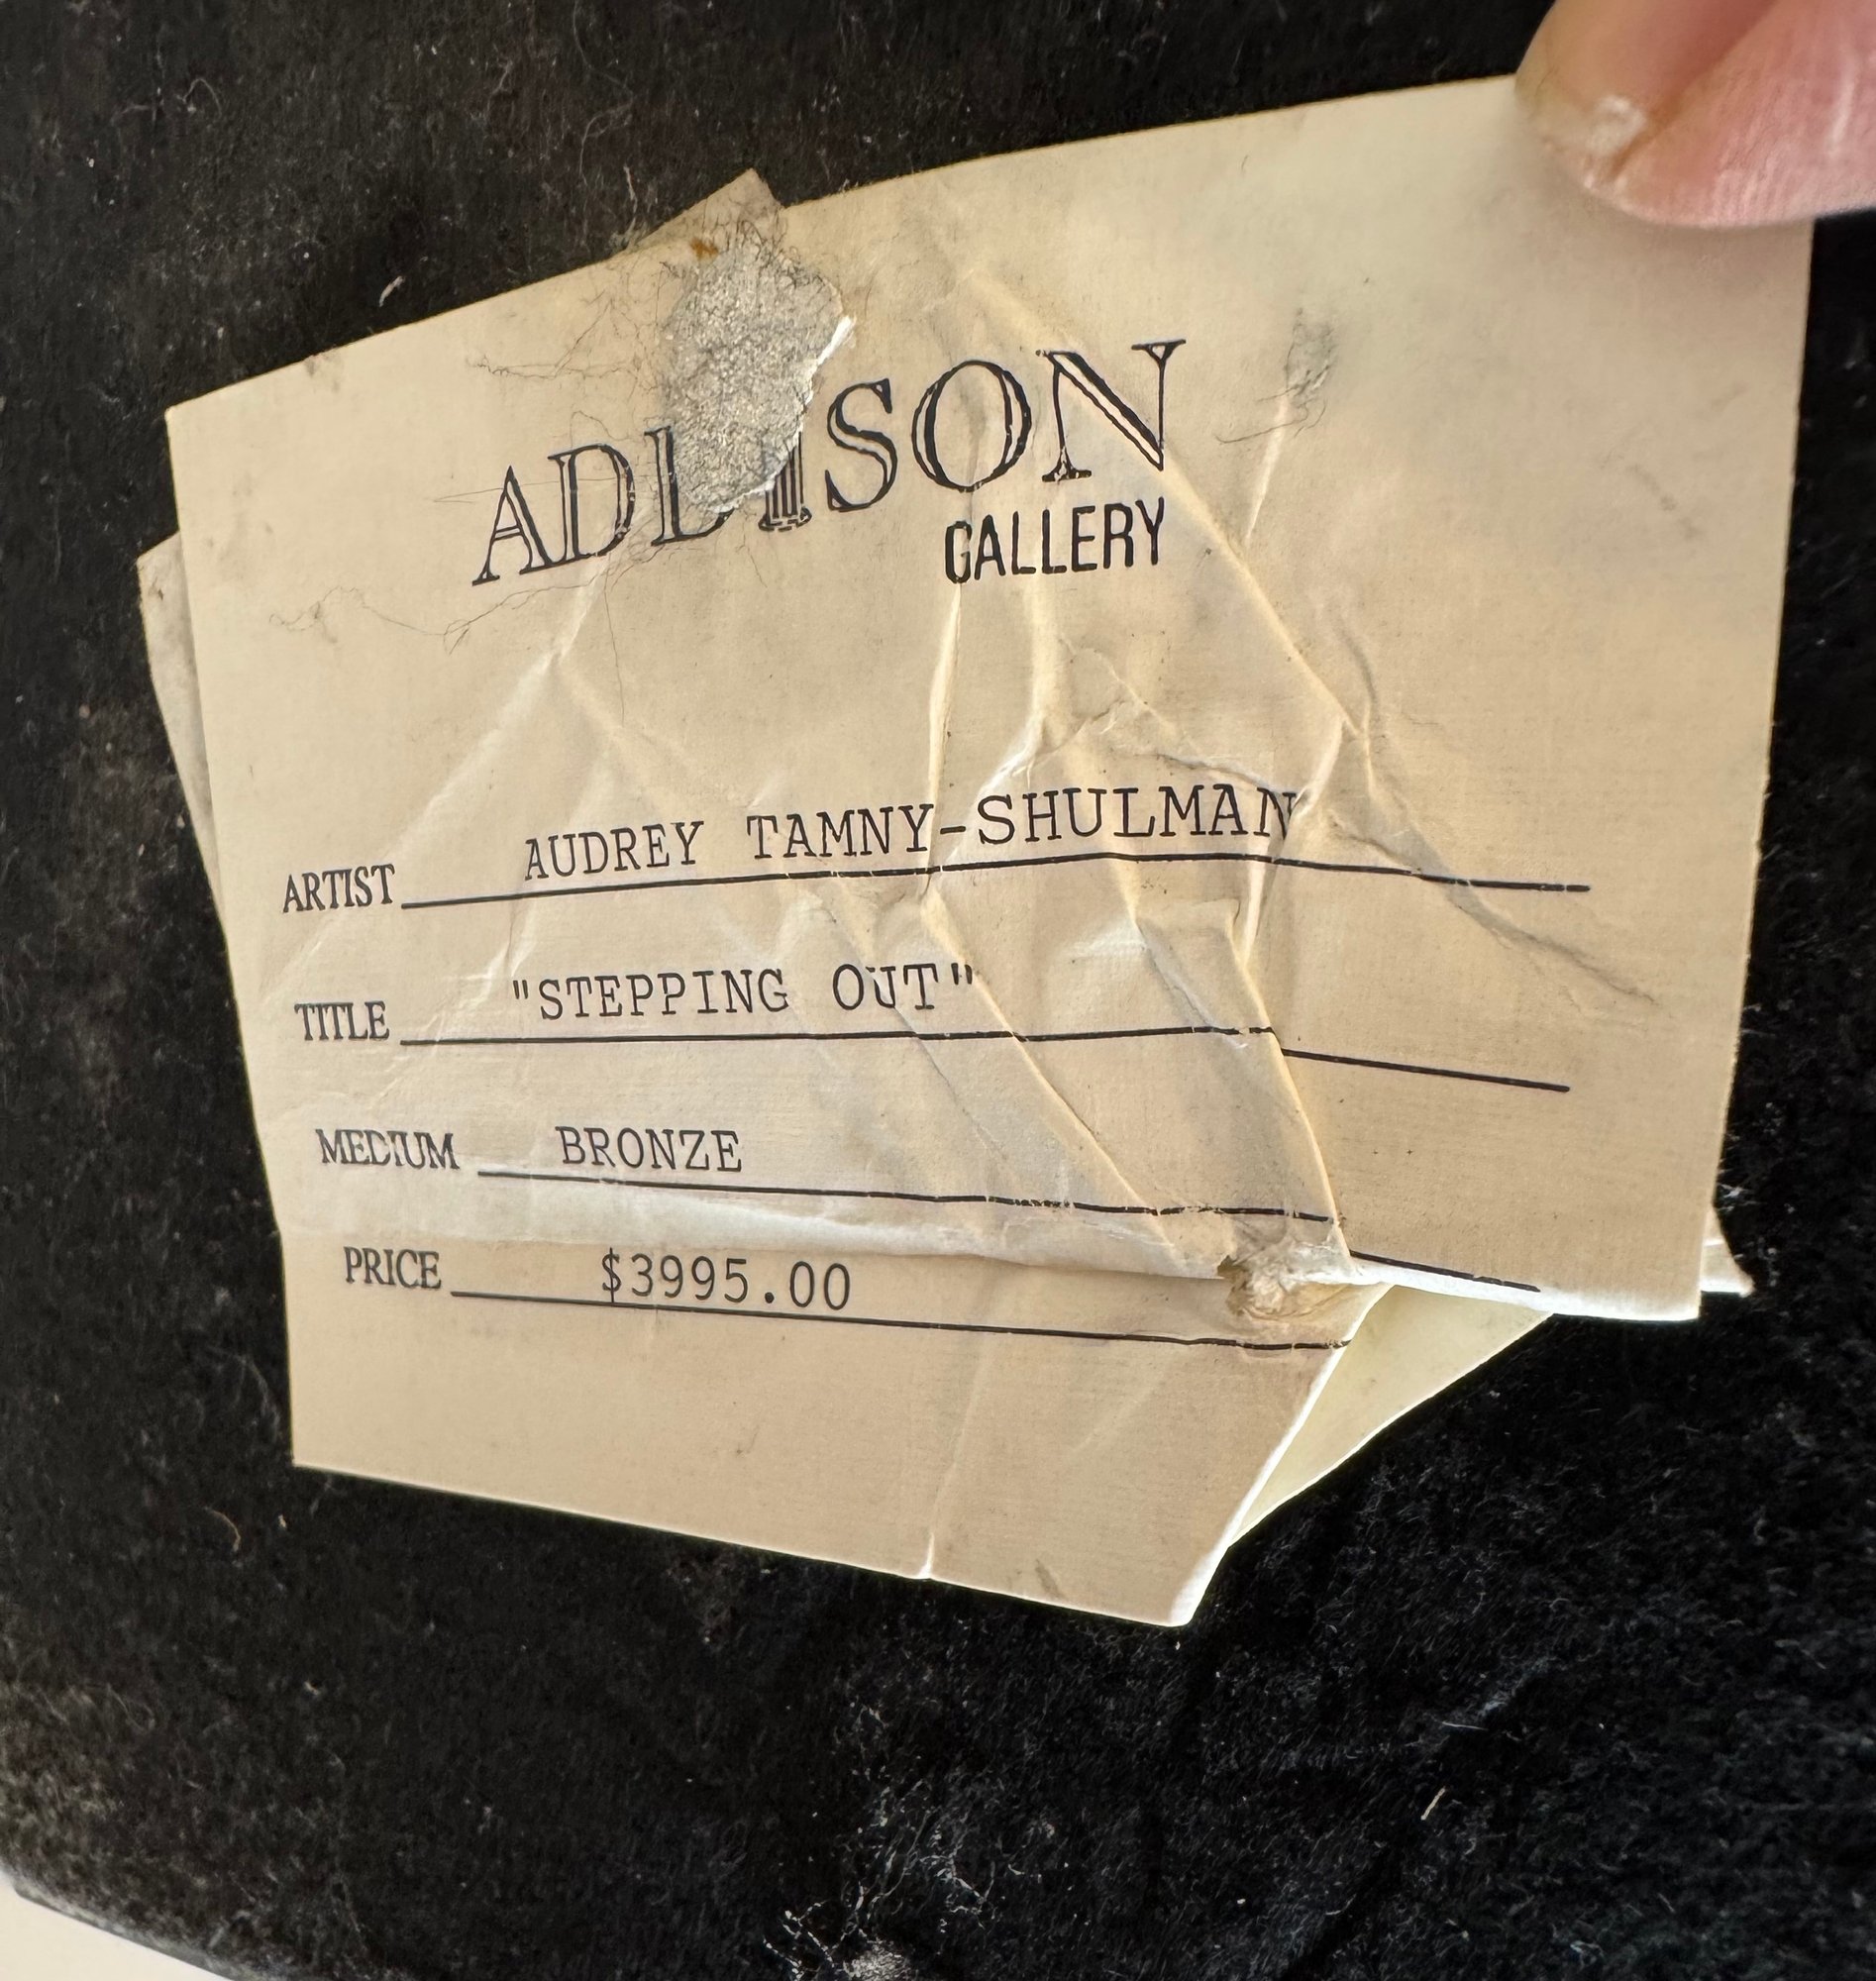 ADDISON
GALLERY
ARTIST AUDREY TAMNY-SHULMAN
TITLE "STEPPING OUT"
MEDIUM BRONZE
PRICE $3995.00